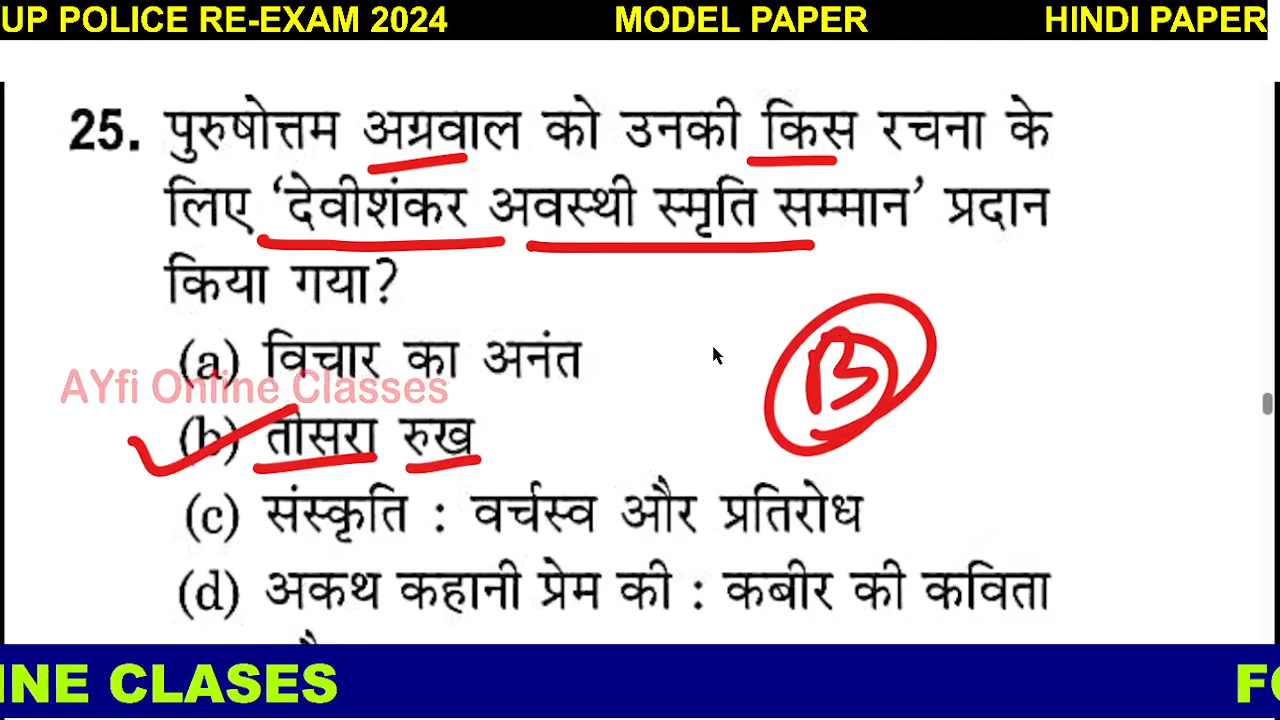 UP POLICE RE-EXAM 2024 MODEL PAPER HINDI PAPER
25. पुरुषोत्तम अग्रवाल को उनकी किस रचना के
लिए ‘देवीशंकर अवस्थी स्मृति सम्मान’ प्रदान
किया गया?
(a) विचार का अनंत
AYfi Online Classes
B
(b) तीसरा रुख
(c) संस्कृति : वर्चस्व और प्रतिरोध
(d) अकथ कहानी प्रेम की : कबीर की कविता
INE CLASES